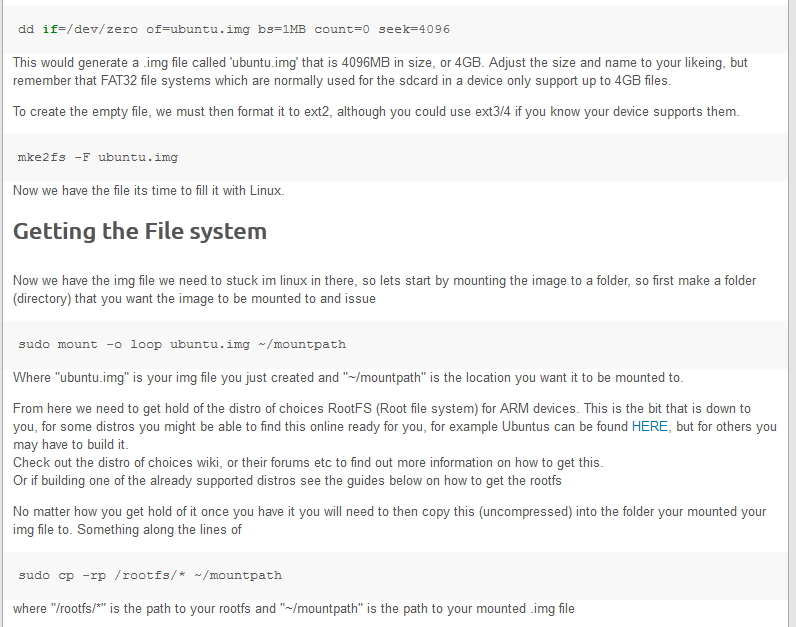 dd if=/dev/zero of=ubuntu.img bs=1MB count=0 seek=4096
This would generate a .img file called 'ubuntu.img' that is 4096MB in size, or 4GB. Adjust the size and name to your likeing, but
remember that FAT32 file systems which are normally used for the sdcard in a device only support up to 4GB files.
To create the empty file, we must then format it to ext2, although you could use ext3/4 if you know your device supports them.
mke2fs -F ubuntu.img
Now we have the file its time to fill it with Linux.
Getting the File system
Now we have the img file we need to stuck im linux in there, so lets start by mounting the image to a folder, so first make a folder
(directory) that you want the image to be mounted to and issue
sudo mount -o loop ubuntu.img ~/mountpath
Where "ubuntu.img" is your img file you just created and "~/mountpath" is the location you want it to be mounted to.
From here we need to get hold of the distro of choices RootFS (Root file system) for ARM devices. This is the bit that is down to
you, for some distros you might be able to find this online ready for you, for example Ubuntus can be found HERE, but for others you
may have to build it.
Check out the distro of choices wiki, or their forums etc to find out more information on how to get this.
Or if building one of the already supported distros see the guides below on how to get the rootfs
No matter how you get hold of it once you have it you will need to then copy this (uncompressed) into the folder your mounted your
img file to. Something along the lines of
sudo cp -rp /rootfs/* ~/mountpath
where "/rootfs/*" is the path to your rootfs and "~/mountpath" is the path to your mounted .img file